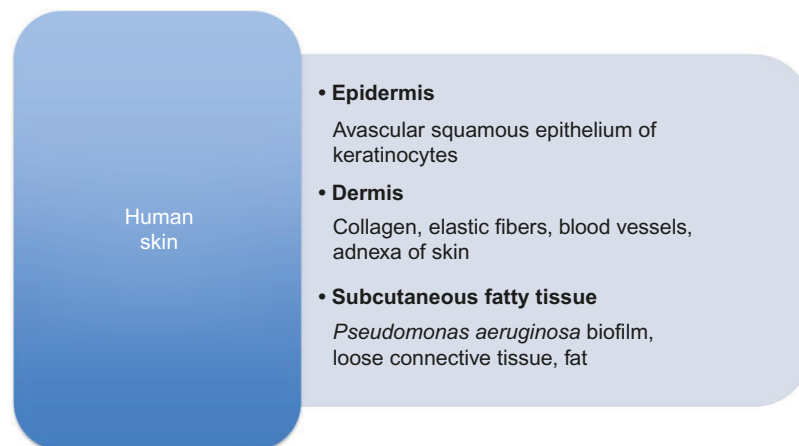 Human
skin
• Epidermis
Avascular squamous epithelium of
keratinocytes
• Dermis
Collagen, elastic fibers, blood vessels,
adnexa of skin
• Subcutaneous fatty tissue
Pseudomonas aeruginosa biofilm,
loose connective tissue, fat